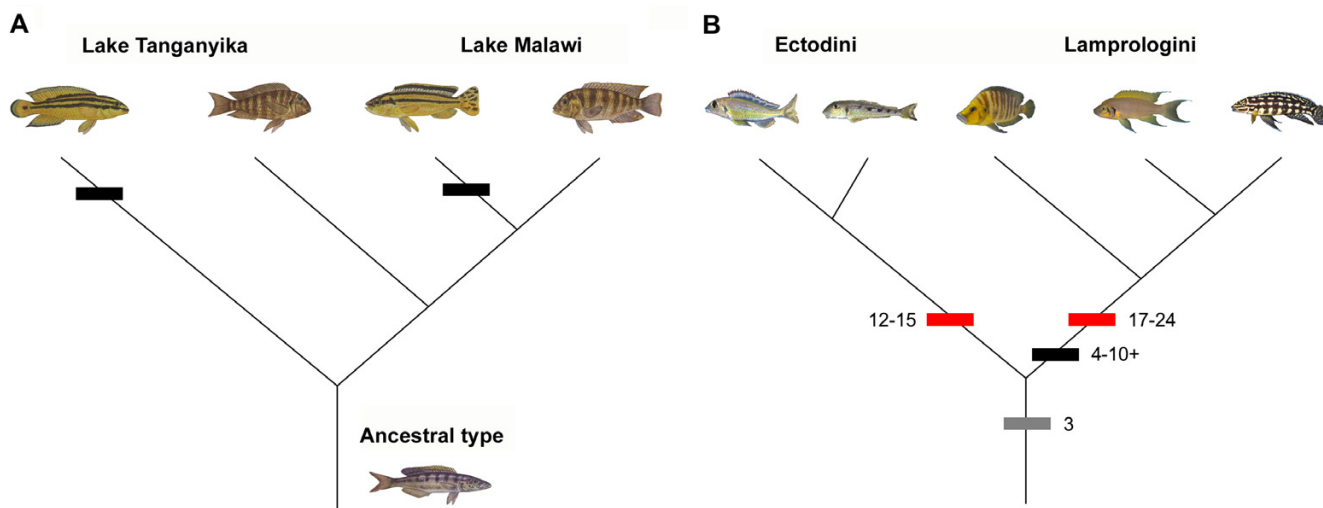 A
Lake Tanganyika
Lake Malawi
Ancestral type
B
Ectodini
Lamprologini
12-15
17-24
4-10+
3